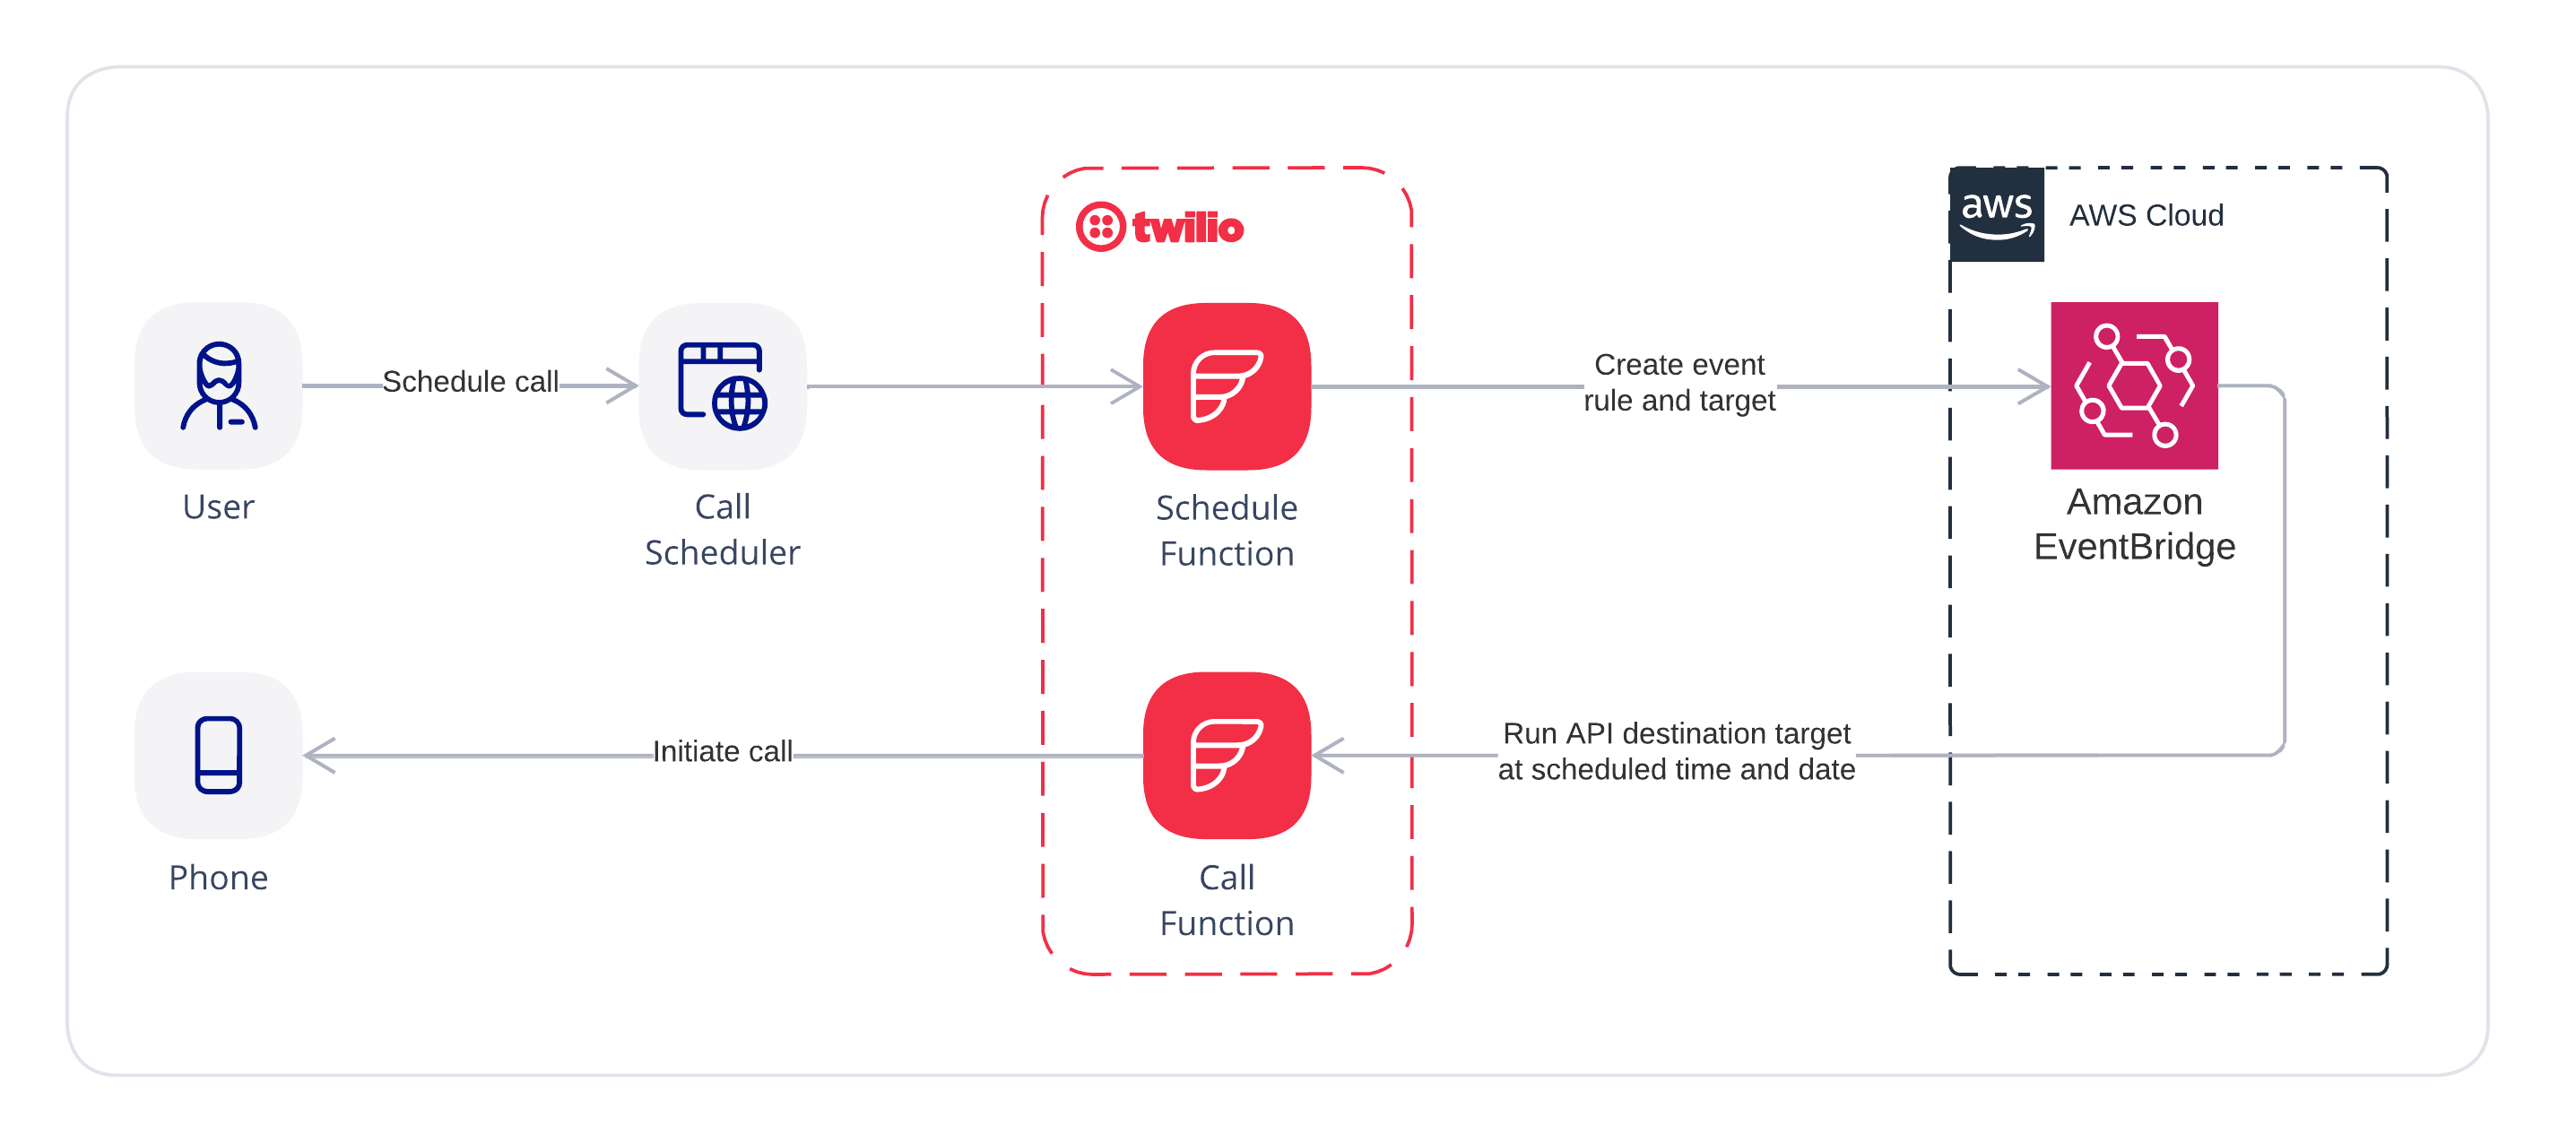 twilio
aws
AWS Cloud
Schedule call
Create event
rule and target
User
Call
Scheduler
Schedule
Function
Amazon
EventBridge
Initiate call
Run API destination target
at scheduled time and date
Phone
Call
Function